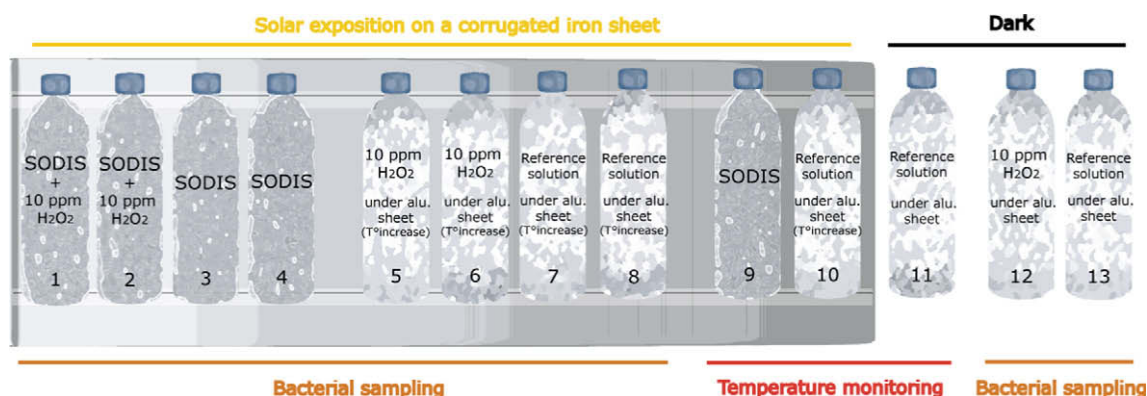 Solar exposition on a corrugated iron sheet
Dark
SODIS
+
10 ppm
H2O2
1
SODIS
+
10 ppm
H2O2
2
SODIS
3
SODIS
4
10 ppm
H2O2
under alu.
sheet
(T°increase)
5
10 ppm
H2O2
under alu.
sheet
(T°increase)
6
Reference
solution
under alu.
sheet
(T°increase)
7
Reference
solution
under alu.
sheet
(T°increase)
8
SODIS
9
Reference
solution
under alu.
sheet
(T°increase)
10
Reference
solution
under alu.
sheet
11
10 ppm
H2O2
under alu.
sheet
12
Reference
solution
under alu.
sheet
13
Bacterial sampling
Temperature monitoring
Bacterial sampling